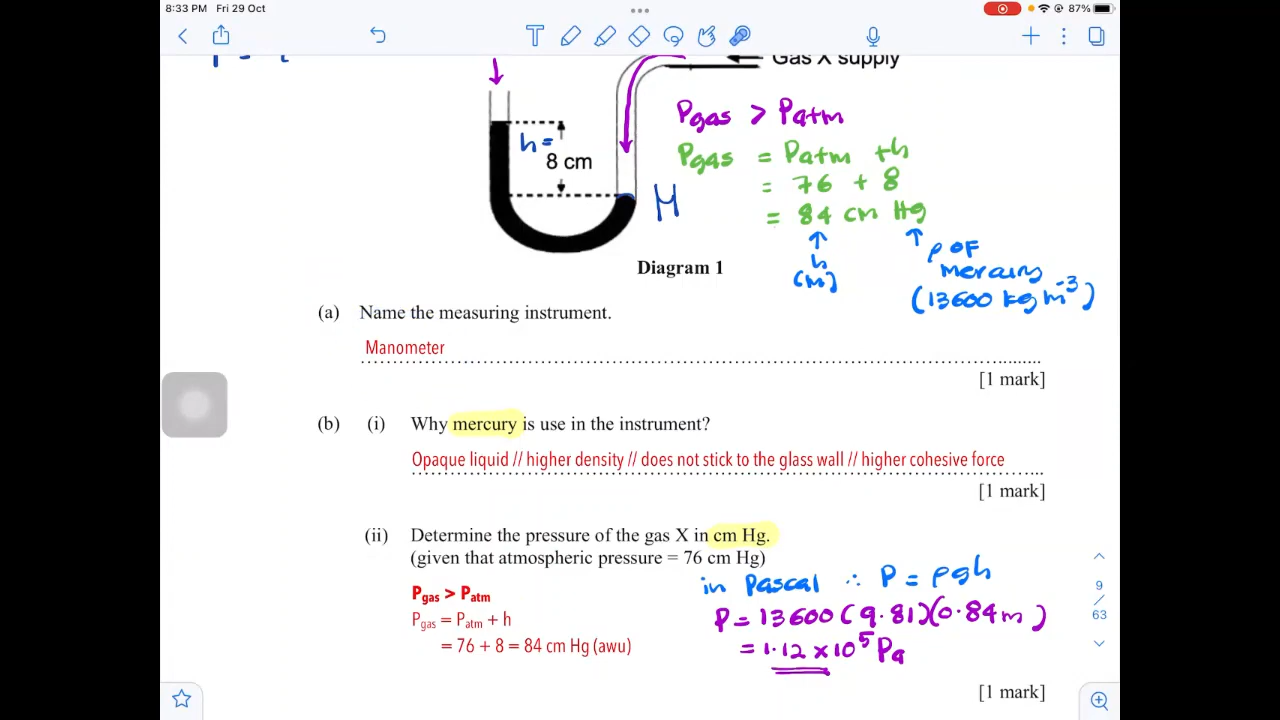 8:33 PM Fri 29 Oct
87%
Gas X supply
Pgas > Patm
h =
8 cm
Pgas = Patm + h
= 76 + 8
M
= 84 cm Hg
h
(m)
ρ of
mercury
(13600 kg m⁻³)
Diagram 1
(a) Name the measuring instrument.
Manometer
[1 mark]
(b) (i) Why mercury is use in the instrument?
Opaque liquid // higher density // does not stick to the glass wall // higher cohesive force
[1 mark]
(ii) Determine the pressure of the gas X in cm Hg.
(given that atmospheric pressure = 76 cm Hg)
in Pascal ∴ P = ρgh
9
/
63
Pgas > Patm
P = 13600 (9.81)(0.84m)
Pgas = Patm + h
= 76 + 8 = 84 cm Hg (awu)
= 1.12 × 10⁵ Pa
[1 mark]